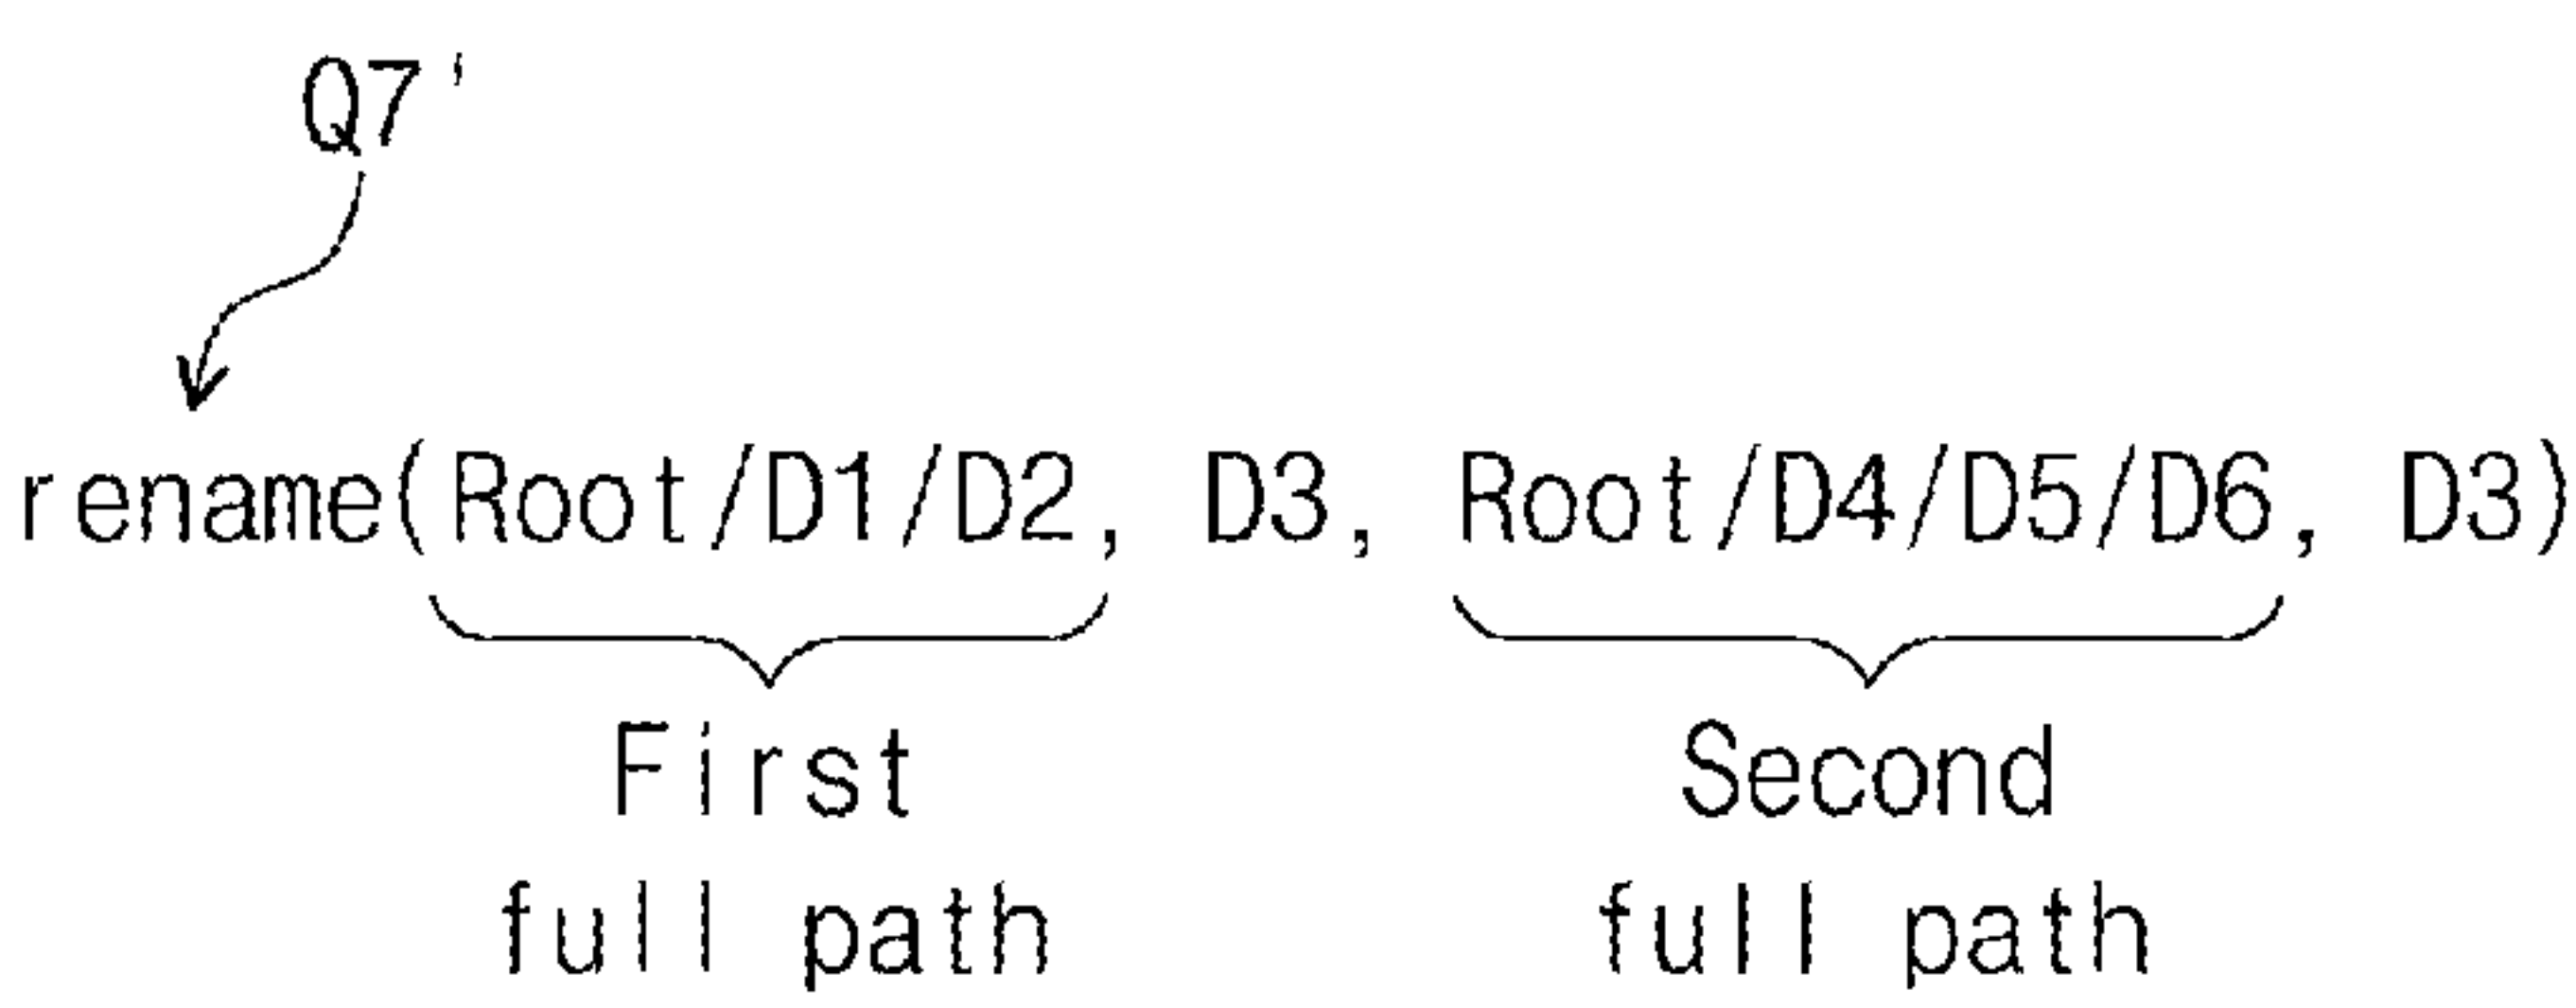 Q7'
rename(Root/D1/D2, D3, Root/D4/D5/D6, D3)
First Second
full path full path